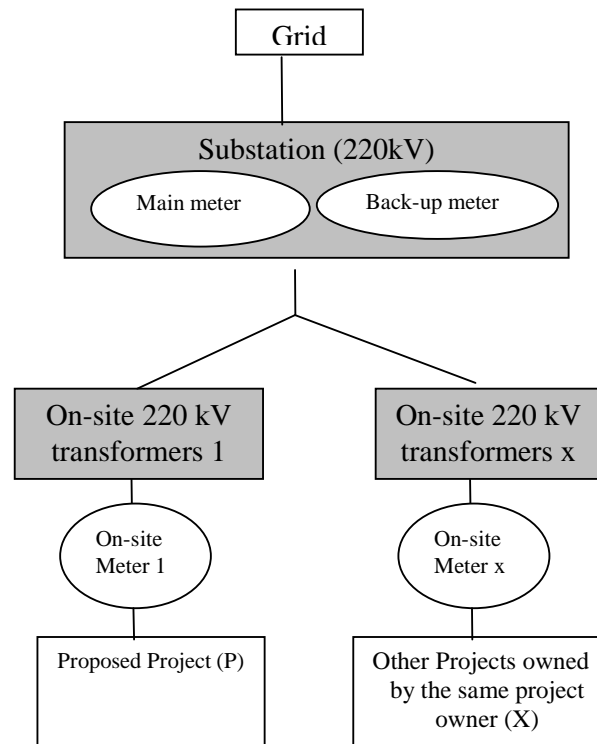 Grid
Substation (220kV)
Main meter
Back-up meter
On-site 220 kV
transformers 1
On-site 220 kV
transformers x
On-site
Meter 1
On-site
Meter x
Proposed Project (P)
Other Projects owned
by the same project
owner (X)